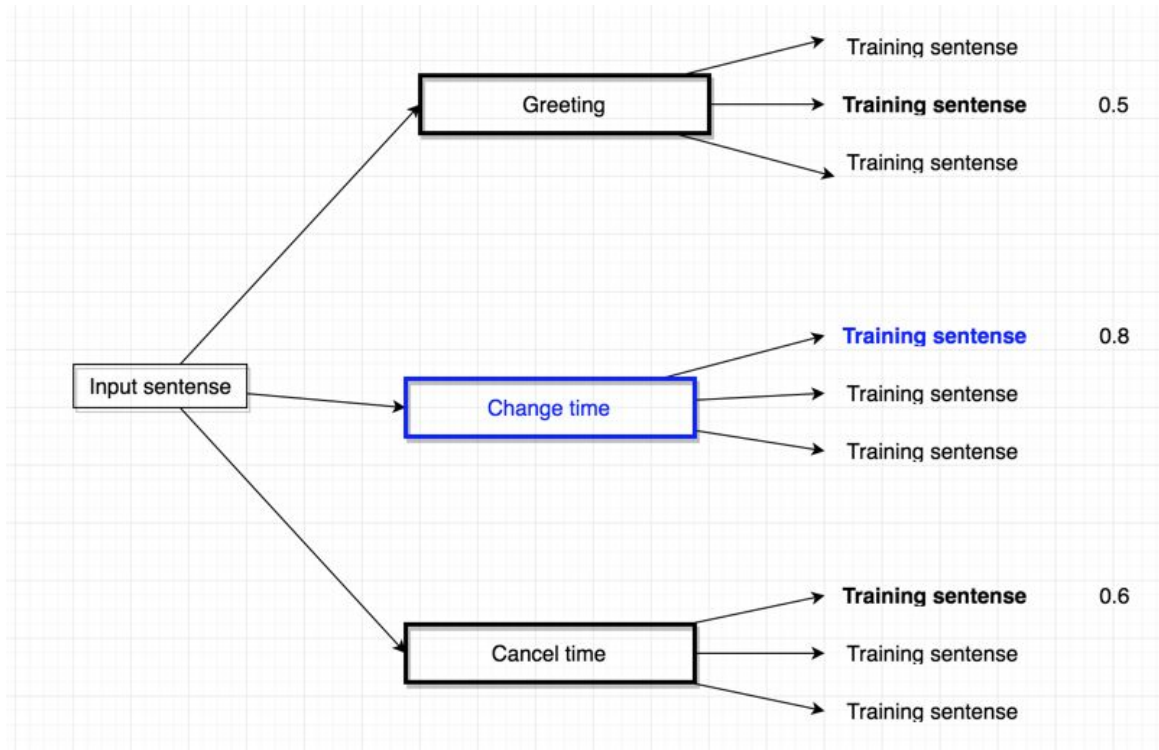 Training sentense
Greeting
Training sentense 0.5
Training sentense
Training sentense 0.8
Input sentense
Change time
Training sentense
Training sentense
Training sentense 0.6
Cancel time
Training sentense
Training sentense